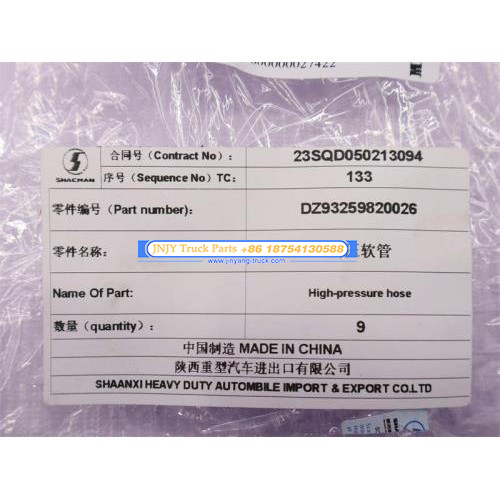 000000027422
SHACMAN
合同号（Contract No）： 23SQD050213094
序号（Sequence No）TC: 133
零件编号（Part number）： DZ93259820026
零件名称： 软管
JNJY Truck Parts +86 18754130588
www.jinyang-truck.com
Name Of Part: High-pressure hose
数量（quantity）： 9
中国制造 MADE IN CHINA
陕西重型汽车进出口有限公司
SHAANXI HEAVY DUTY AUTOMBILE IMPORT & EXPORT CO.LTD